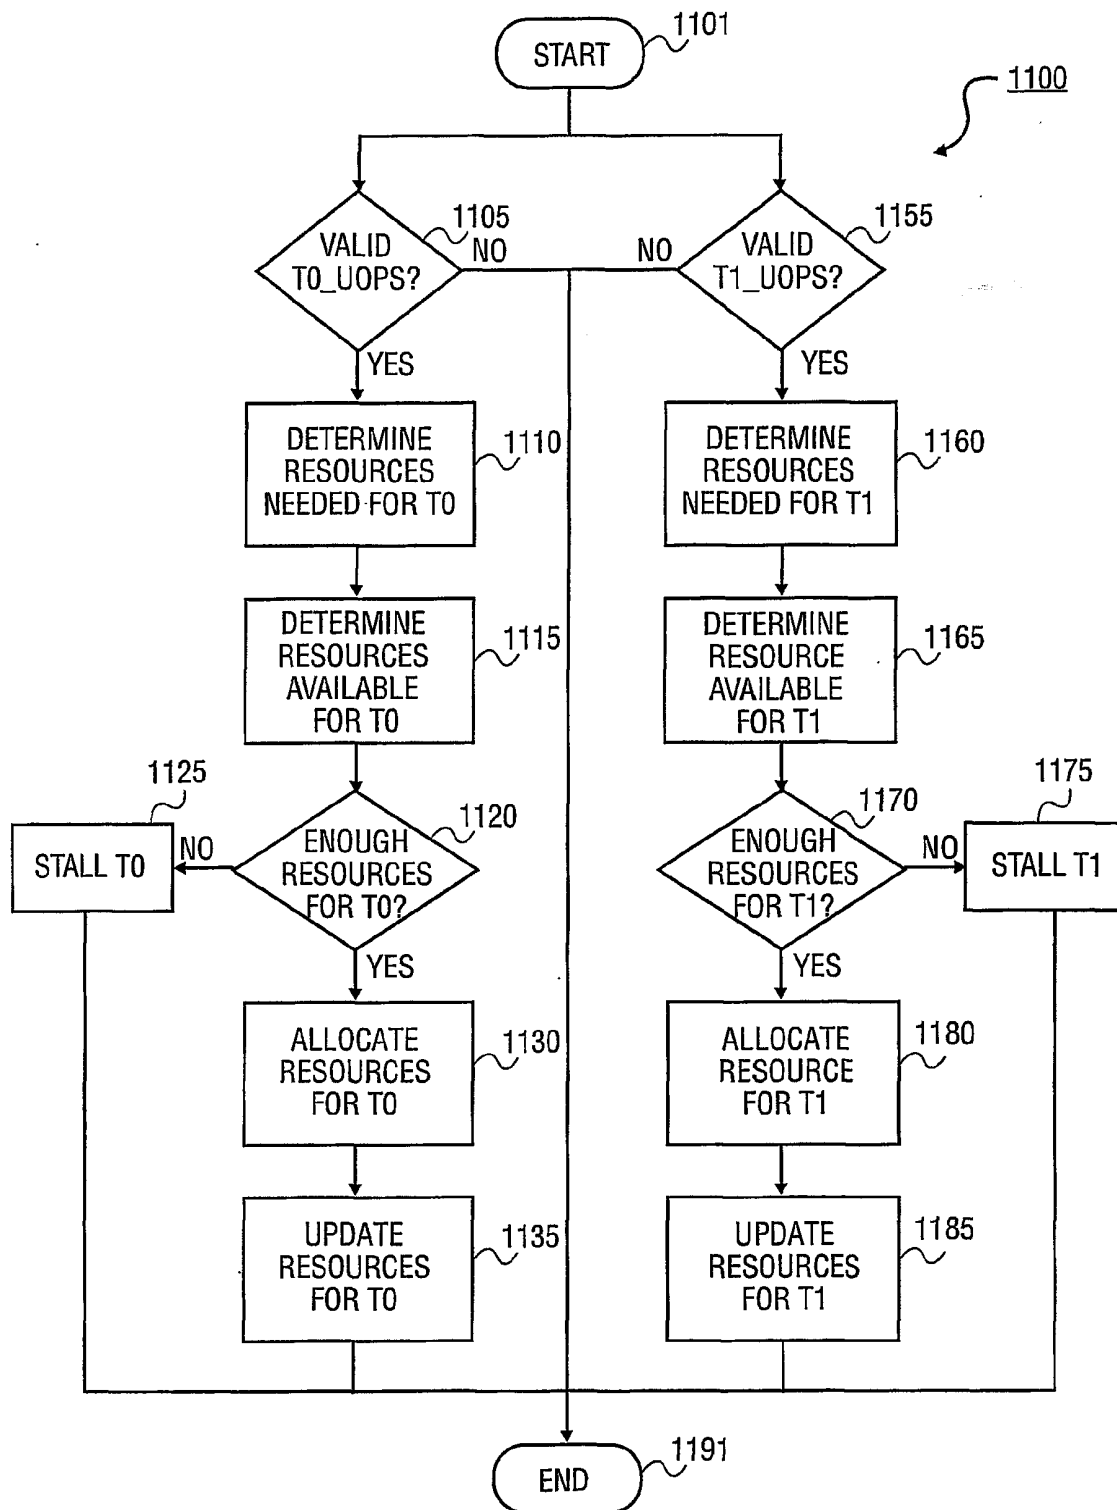 START
1101
1100
VALID
T0_UOPS?
1105
NO
NO
VALID
T1_UOPS?
1155
YES
YES
DETERMINE
RESOURCES
NEEDED FOR T0
1110
DETERMINE
RESOURCES
NEEDED FOR T1
1160
DETERMINE
RESOURCES
AVAILABLE
FOR T0
1115
DETERMINE
RESOURCE
AVAILABLE
FOR T1
1165
1125
STALL T0
NO
ENOUGH
RESOURCES
FOR T0?
1120
ENOUGH
RESOURCES
FOR T1?
1170
NO
1175
STALL T1
YES
YES
ALLOCATE
RESOURCES
FOR T0
1130
ALLOCATE
RESOURCE
FOR T1
1180
UPDATE
RESOURCES
FOR T0
1135
UPDATE
RESOURCES
FOR T1
1185
END
1191